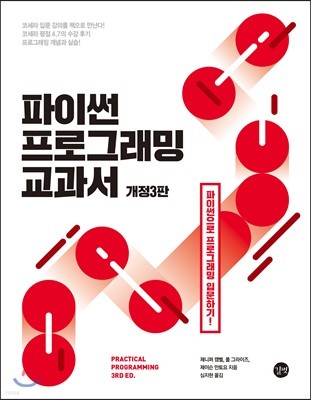 코세라 입문 강의를 책으로 만난다!
코세라 평점 4.7의 수강 후기
프로그래밍 개념과 실습!
파이썬
프로그래밍
교과서 개정3판
파이썬으로 프로그래밍 입문하기!
PRACTICAL
PROGRAMMING
3RD ED.
제니퍼 캠벨, 폴 그라이즈,
제이슨 만토요 지음
심지현 옮김
길벗